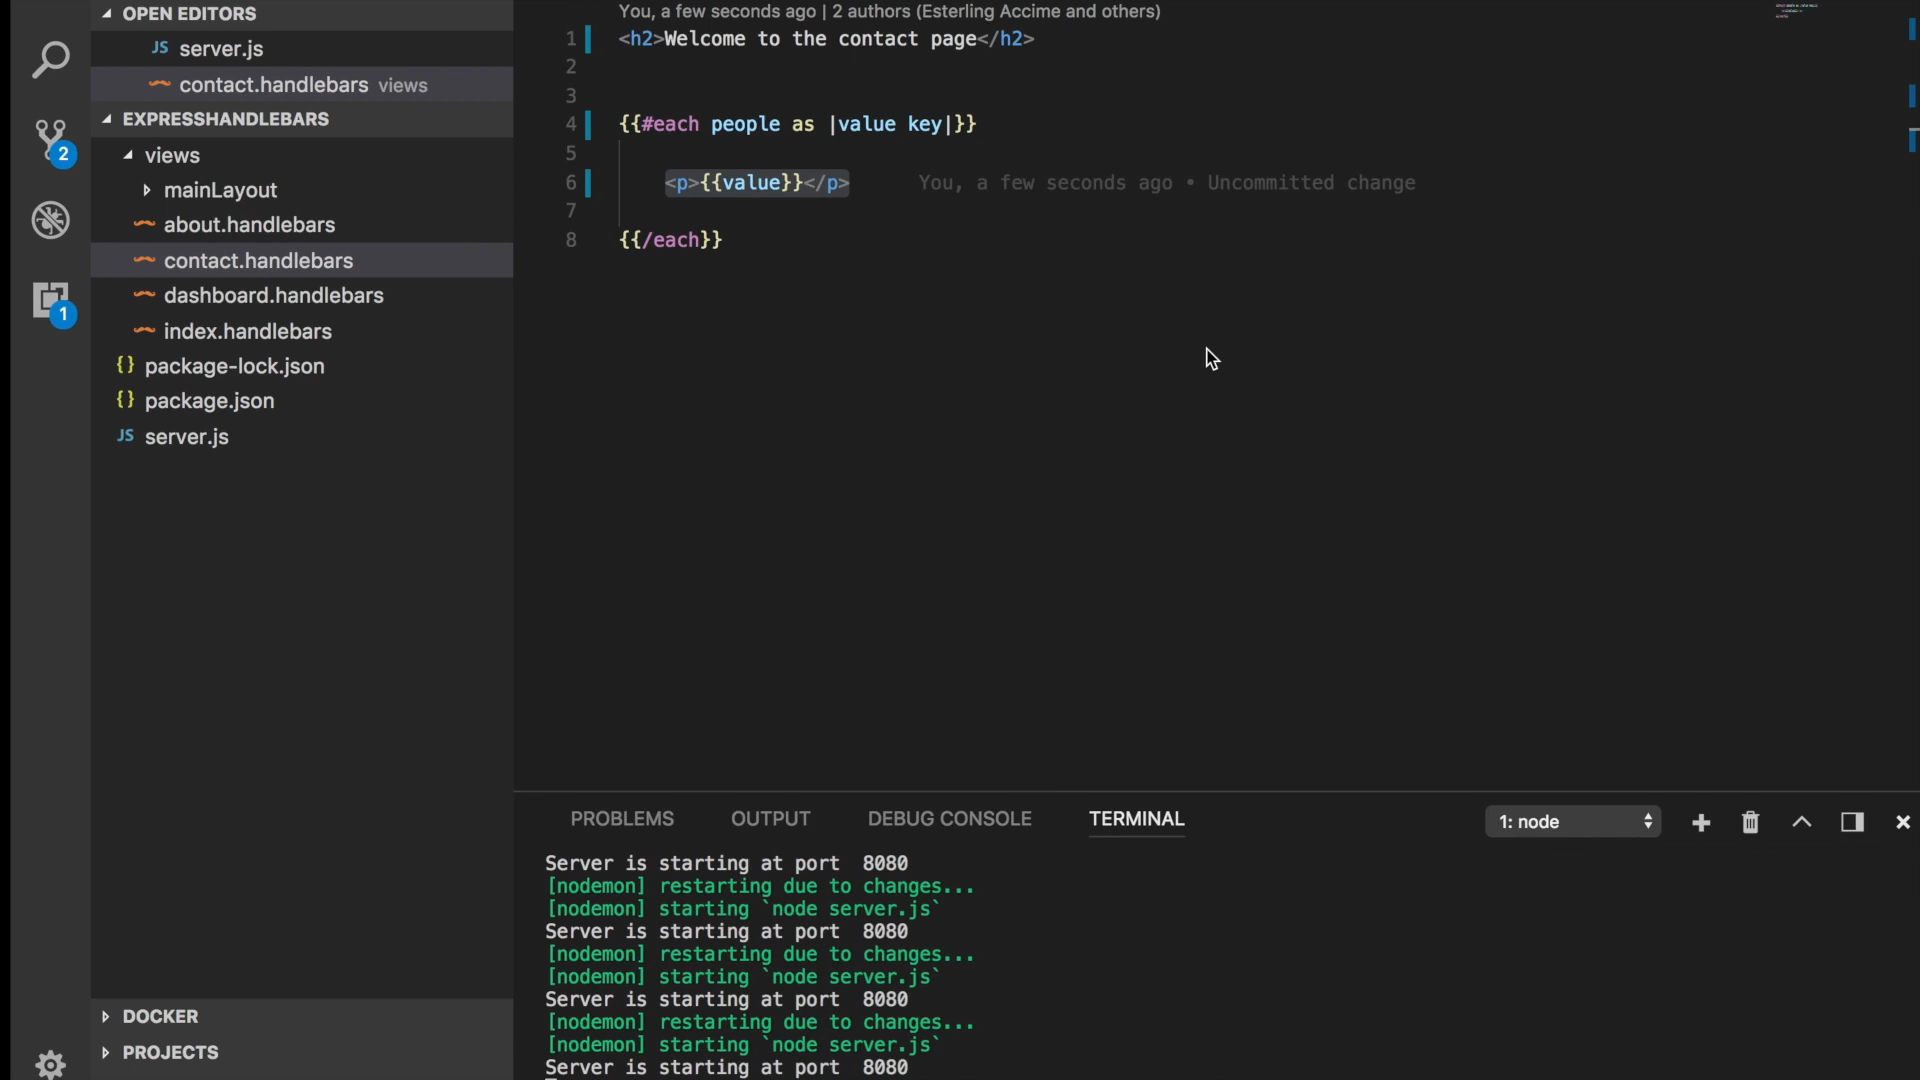 OPEN EDITORS
JS server.js
contact.handlebars views
EXPRESSHANDLEBARS
views
mainLayout
about.handlebars
contact.handlebars
dashboard.handlebars
index.handlebars
{} package-lock.json
{} package.json
JS server.js
DOCKER
PROJECTS
2
1
You, a few seconds ago | 2 authors (Esterling Accime and others)
1 <h2>Welcome to the contact page</h2>
2
3
4 {{#each people as |value key|}}
5
6 <p>{{value}}</p> You, a few seconds ago • Uncommitted change
7
8 {{/each}}
PROBLEMS OUTPUT DEBUG CONSOLE TERMINAL 1: node
Server is starting at port 8080
[nodemon] restarting due to changes...
[nodemon] starting `node server.js`
Server is starting at port 8080
[nodemon] restarting due to changes...
[nodemon] starting `node server.js`
Server is starting at port 8080
[nodemon] restarting due to changes...
[nodemon] starting `node server.js`
Server is starting at port 8080